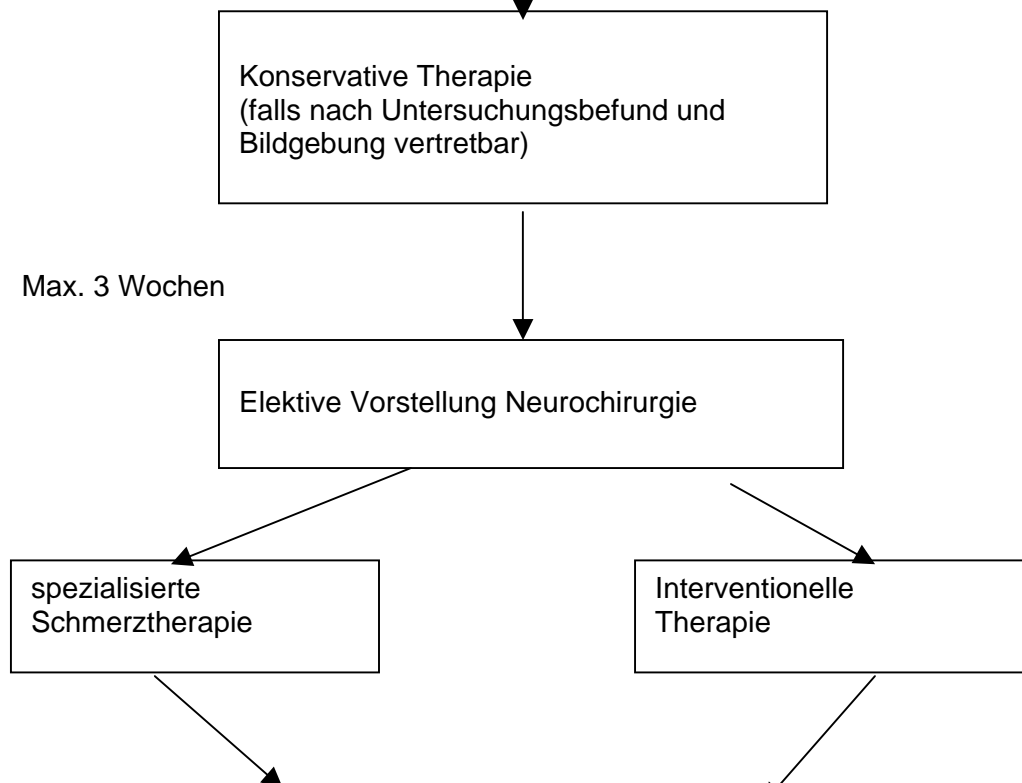 Konservative Therapie
(falls nach Untersuchungsbefund und
Bildgebung vertretbar)
Max. 3 Wochen
Elektive Vorstellung Neurochirurgie
spezialisierte
Schmerztherapie
Interventionelle
Therapie